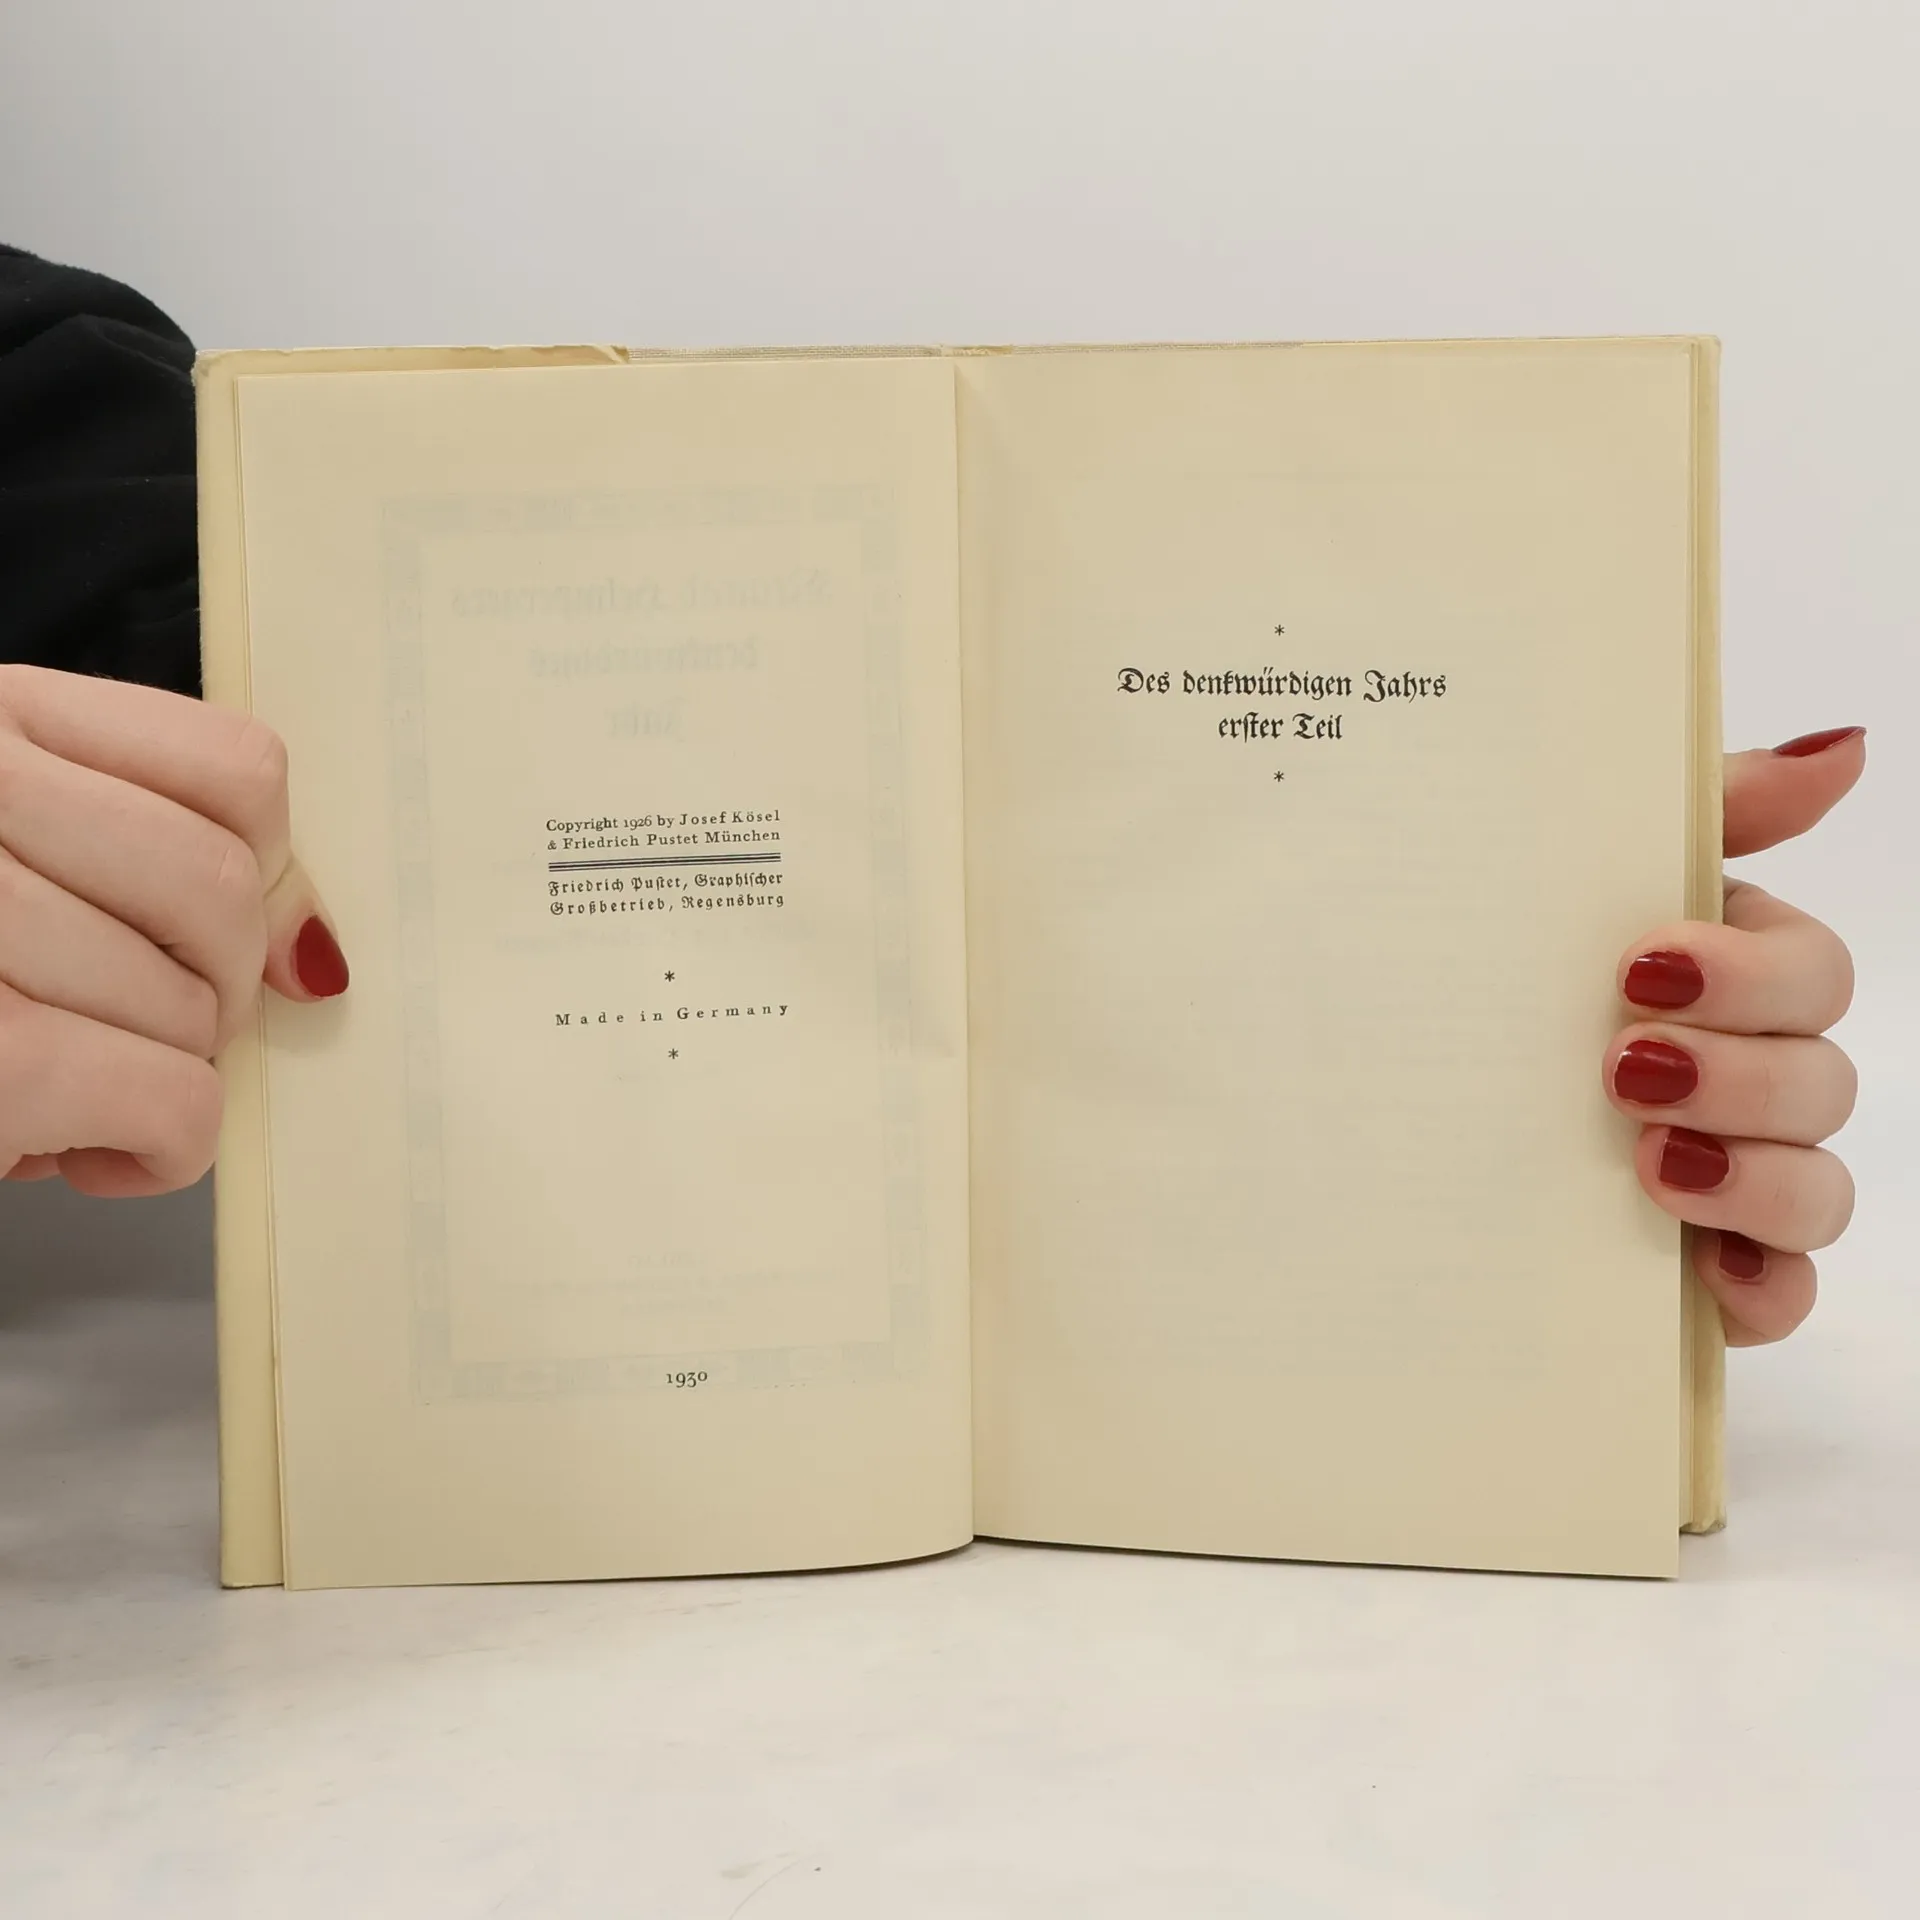 Copyright 1926 by Josef Kösel
& Friedrich Pustet München
Friedrich Pustet, Graphischer
Großbetrieb, Regensburg
*
Made in Germany
*
1930
*
Des denkwürdigen Jahrs
erster Teil
*